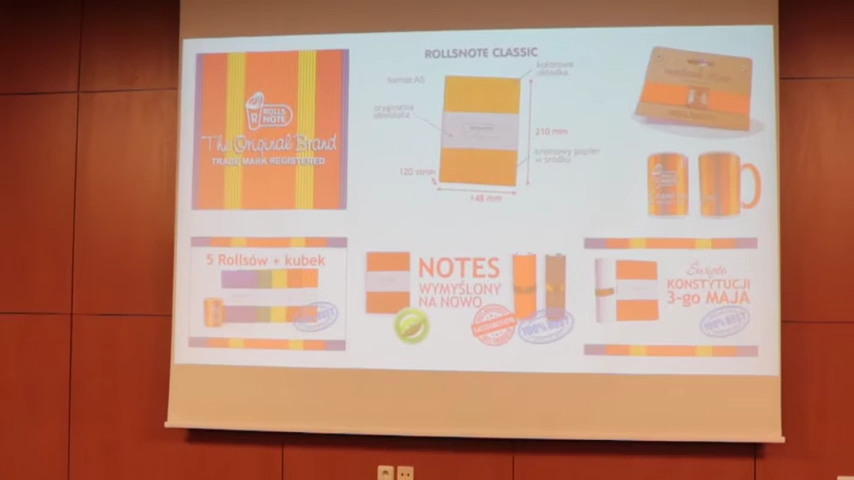 ROLLS
NOTE
The Original Brand
TRADE MARK REGISTERED
ROLLSNOTE CLASSIC
format A5
kolorowa
okładka
oryginalna
210 mm
kremowy papier
w środku
120 stron
148 mm
5 Rollsów + kubek
NOTES
WYMYŚLONY
NA NOWO
100% BEST
Święto
KONSTYTUCJI
3-go MAJA